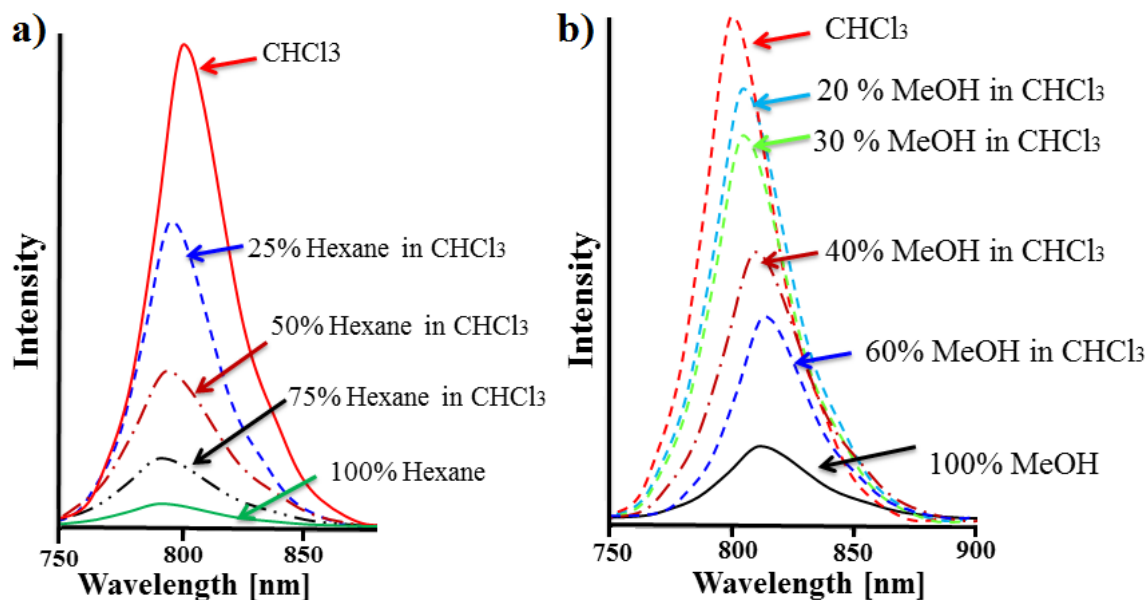 a)
CHCl3
25% Hexane in CHCl₃
50% Hexane in CHCl₃
75% Hexane in CHCl₃
100% Hexane
Intensity
750
800
850
Wavelength [nm]
b)
CHCl₃
20 % MeOH in CHCl₃
30 % MeOH in CHCl₃
40% MeOH in CHCl₃
60% MeOH in CHCl₃
100% MeOH
Intensity
750
800
850
900
Wavelength [nm]